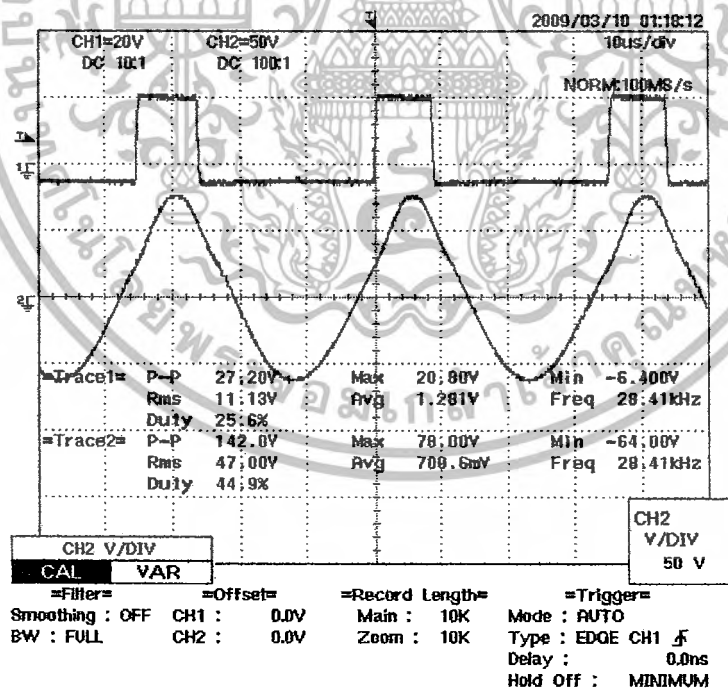 2009/03/10 01:18:12
CH1=20V CH2=50V 10us/div
DC 10:1 DC 100:1
NORM:100MS/s
T
T
1
2
=Trace1= P-P 27.20V Max 20.80V Min -6.400V
Rms 11.13V Avg 1.281V Freq 28.41kHz
Duty 25.6%
=Trace2= P-P 142.0V Max 78.00V Min -64.00V
Rms 47.00V Avg 708.6mV Freq 28.41kHz
Duty 44.9%
CH2
V/DIV
50 V
CH2 V/DIV
CAL VAR
=Filter= =Offset= =Record Length= =Trigger=
Smoothing : OFF CH1 : 0.0V Main : 10K Mode : AUTO
BW : FULL CH2 : 0.0V Zoom : 10K Type : EDGE CH1
Delay : 0.0ns
Hold Off : MINIMUM